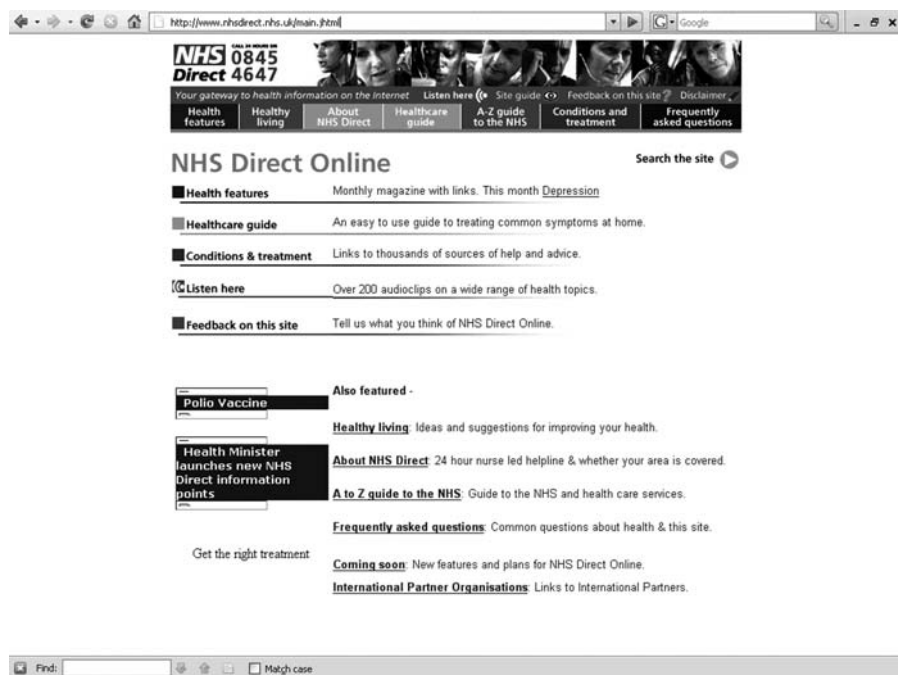 http://www.nhsdirect.nhs.uk/main.jhtml
G Google
NHS CALL 24 HOURS ON 0845
Direct 4647
Your gateway to health information on the Internet Listen here Site guide Feedback on this site ? Disclaimer
Health features
Healthy living
About NHS Direct
Healthcare guide
A-Z guide to the NHS
Conditions and treatment
Frequently asked questions
NHS Direct Online
Search the site
Health features Monthly magazine with links. This month Depression
Healthcare guide An easy to use guide to treating common symptoms at home.
Conditions & treatment Links to thousands of sources of help and advice.
Listen here Over 200 audioclips on a wide range of health topics.
Feedback on this site Tell us what you think of NHS Direct Online.
Polio Vaccine
Health Minister
launches new NHS
Direct information
points
Get the right treatment
Also featured -
Healthy living: Ideas and suggestions for improving your health.
About NHS Direct: 24 hour nurse led helpline & whether your area is covered.
A to Z guide to the NHS: Guide to the NHS and health care services.
Frequently asked questions: Common questions about health & this site.
Coming soon: New features and plans for NHS Direct Online.
International Partner Organisations: Links to International Partners.
Find: Match case